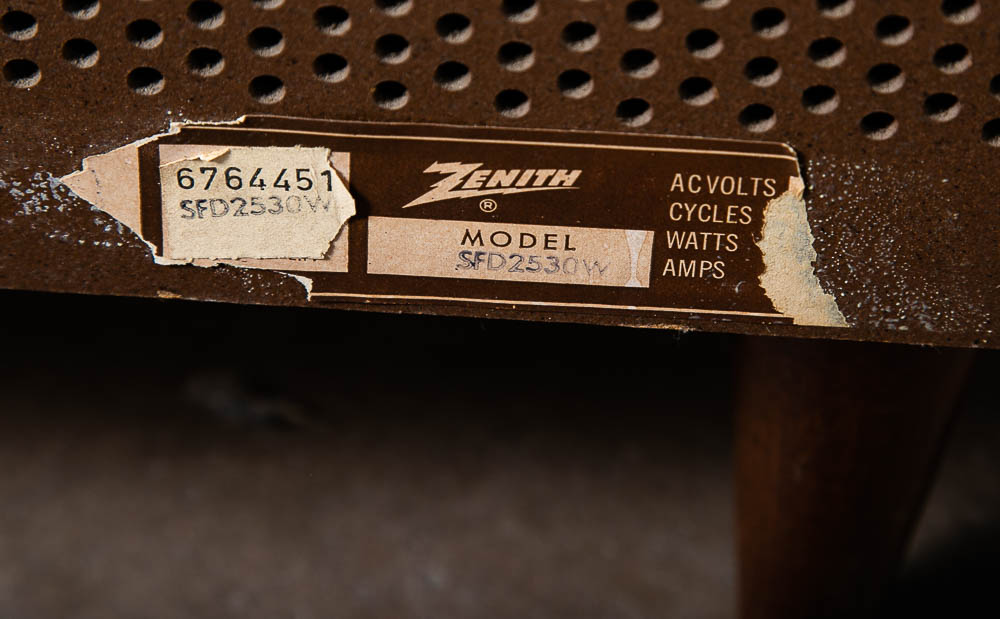 6764451
SFD2530W
ZENITH
®
MODEL
SFD2530W
AC VOLTS
CYCLES
WATTS
AMPS